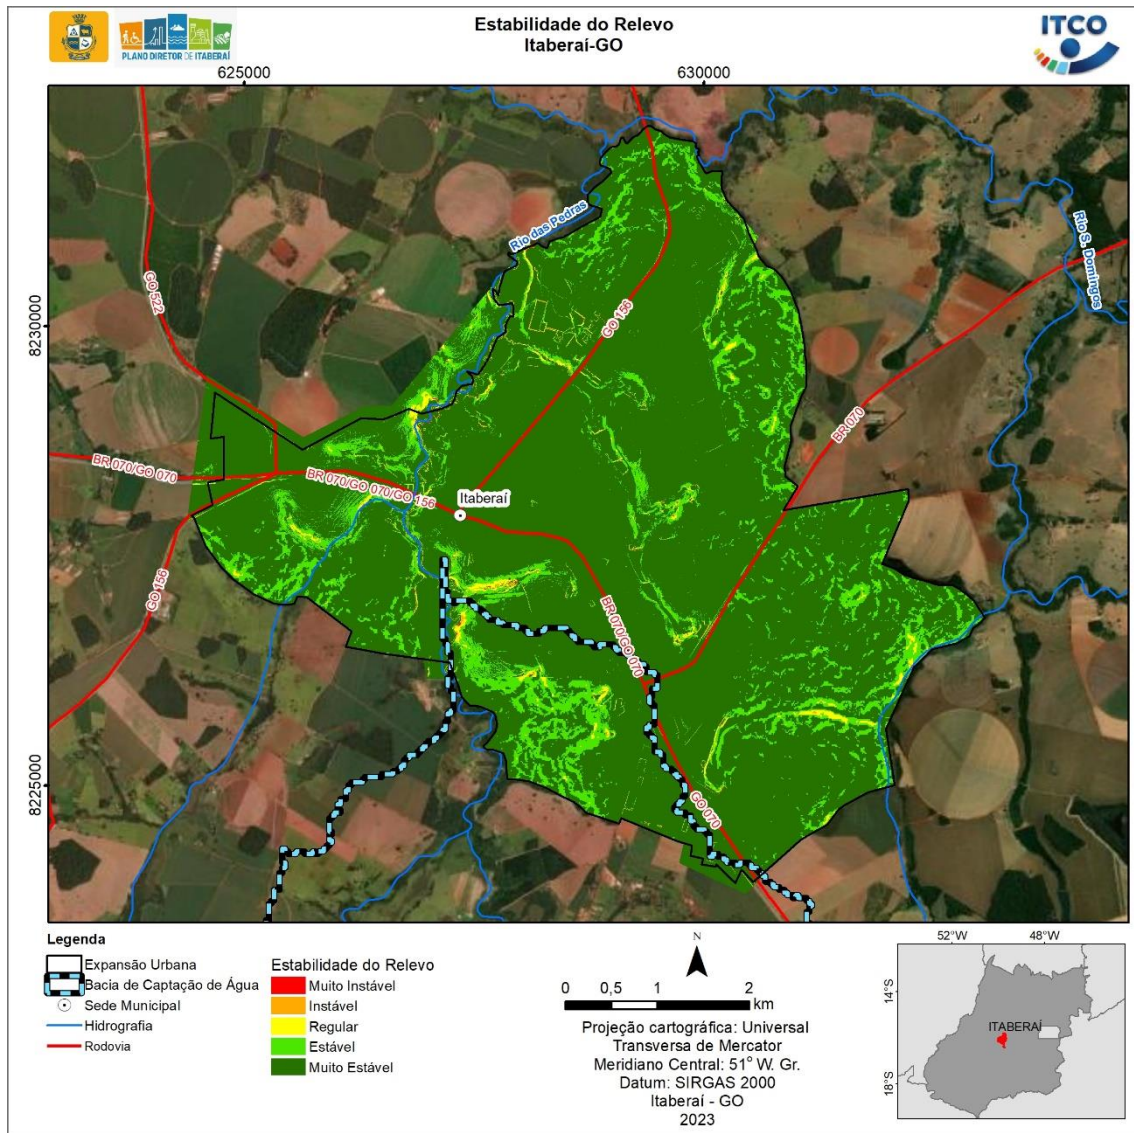 PLANO DIRETOR DE ITABERAÍ
Estabilidade do Relevo
Itaberaí-GO
ITCO
625000
630000
8230000
8225000
Rio das Pedras
Rio S. Domingos
GO 522
GO 156
BR 070
BR 070/GO 070
BR 070/GO 070/GO 156
Itaberaí
GO 156
BR 070/GO 070
GO 070
Legenda
Expansão Urbana
Bacia de Captação de Água
Sede Municipal
Hidrografia
Rodovia
Estabilidade do Relevo
Muito Instável
Instável
Regular
Estável
Muito Estável
N
0 0,5 1 2
km
Projeção cartográfica: Universal
Transversa de Mercator
Meridiano Central: 51° W. Gr.
Datum: SIRGAS 2000
Itaberaí - GO
2023
52°W 48°W
14°S
18°S
ITABERAÍ